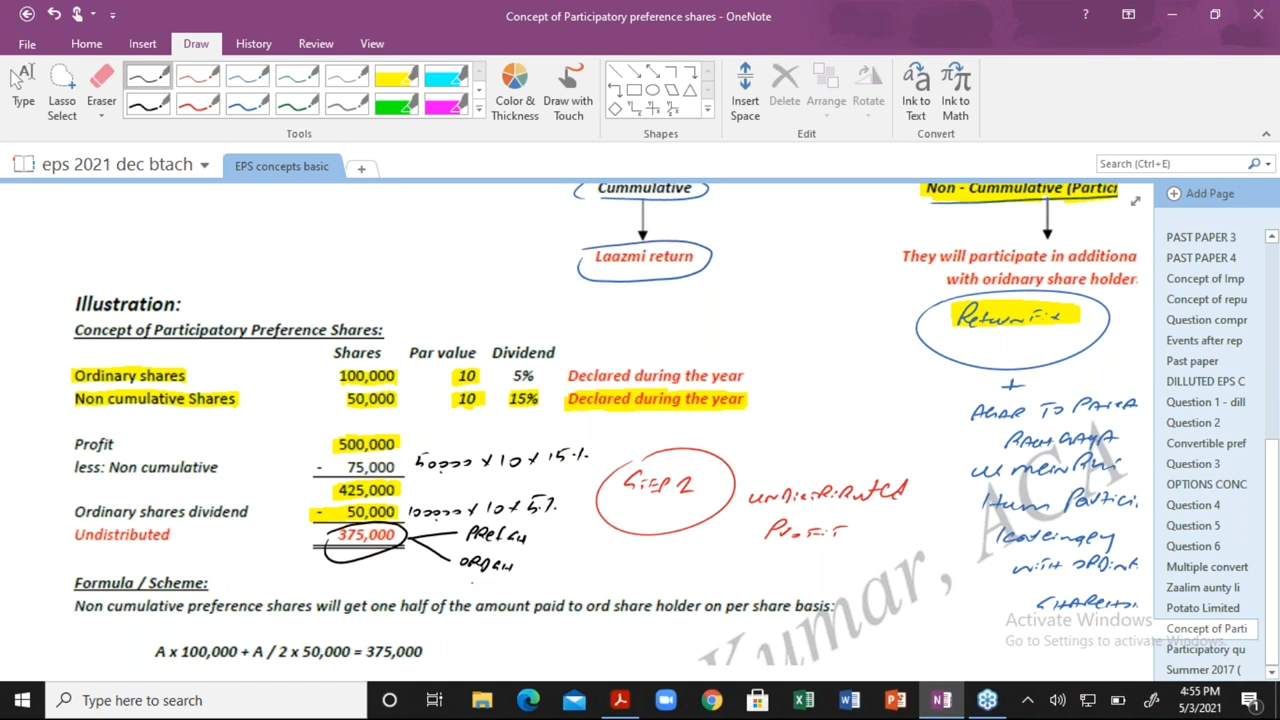 Concept of Participatory preference shares - OneNote
?
File Home Insert Draw History Review View
Type
Lasso Select
Eraser
Color & Thickness
Draw with Touch
Insert Space
Delete
Arrange
Rotate
Ink to Text
Ink to Math
Tools
Shapes
Edit
Convert
eps 2021 dec btach
EPS concepts basic
Search (Ctrl+E)
Cummulative
Non - Cummulative (Partici
Laazmi return
They will participate in additiona
with oridnary share holder
Return Fix
+
Illustration:
Concept of Participatory Preference Shares:
Shares Par value Dividend
Ordinary shares 100,000 10 5% Declared during the year
Non cumulative Shares 50,000 10 15% Declared during the year
AGAR TO
Profit 500,000
less: Non cumulative - 75,000 50000 x 10 x 15%
425,000
Ordinary shares dividend - 50,000 100000 x 10 x 5%
Undistributed 375,000
STEP 2
UNDISTRIBUTED
PROFIT
HUM PARTICI
WITH ORDIN
Formula / Scheme:
Non cumulative preference shares will get one half of the amount paid to ord share holder on per share basis:
A x 100,000 + A / 2 x 50,000 = 375,000
Kumar, ACA
Activate Windows
Go to Settings to activate Windows.
Add Page
PAST PAPER 3
PAST PAPER 4
Concept of Imp
Concept of repu
Question compr
Events after rep
Past paper
DILLUTED EPS C
Question 1 - dill
Question 2
Convertible pref
Question 3
OPTIONS CONC
Question 4
Question 5
Question 6
Multiple convert
Zaalim aunty li
Potato Limited
Concept of Parti
Participatory qu
Summer 2017 (
Type here to search
4:55 PM
5/3/2021